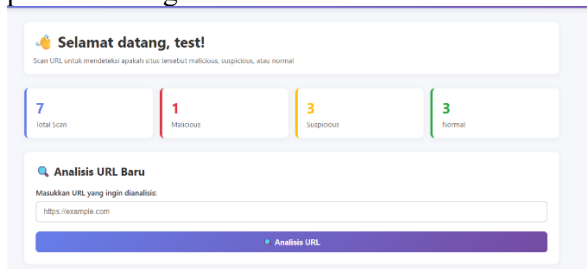 👋 Selamat datang, test!
Scan URL untuk mendeteksi apakah situs tersebut malicious, suspicious, atau normal
7
Total Scan
1
Malicious
3
Suspicious
3
Normal
🔍 Analisis URL Baru
Masukkan URL yang ingin dianalisis:
https://example.com
Analisis URL